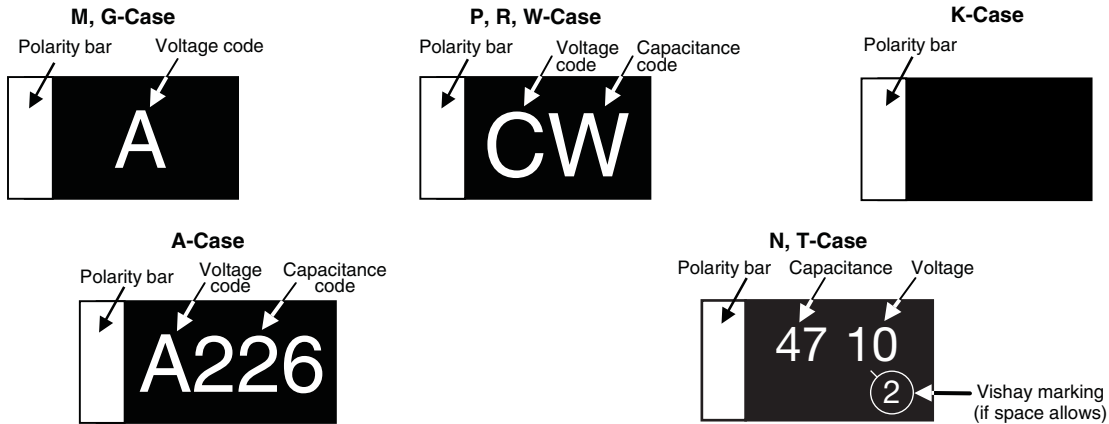 M, G-Case
Polarity bar
Voltage code
A
P, R, W-Case
Polarity bar
Voltage
code
Capacitance
code
CW
K-Case
Polarity bar
A-Case
Polarity bar
Voltage
code
Capacitance
code
A226
N, T-Case
Polarity bar
Capacitance
Voltage
47 10
2
Vishay marking
(if space allows)